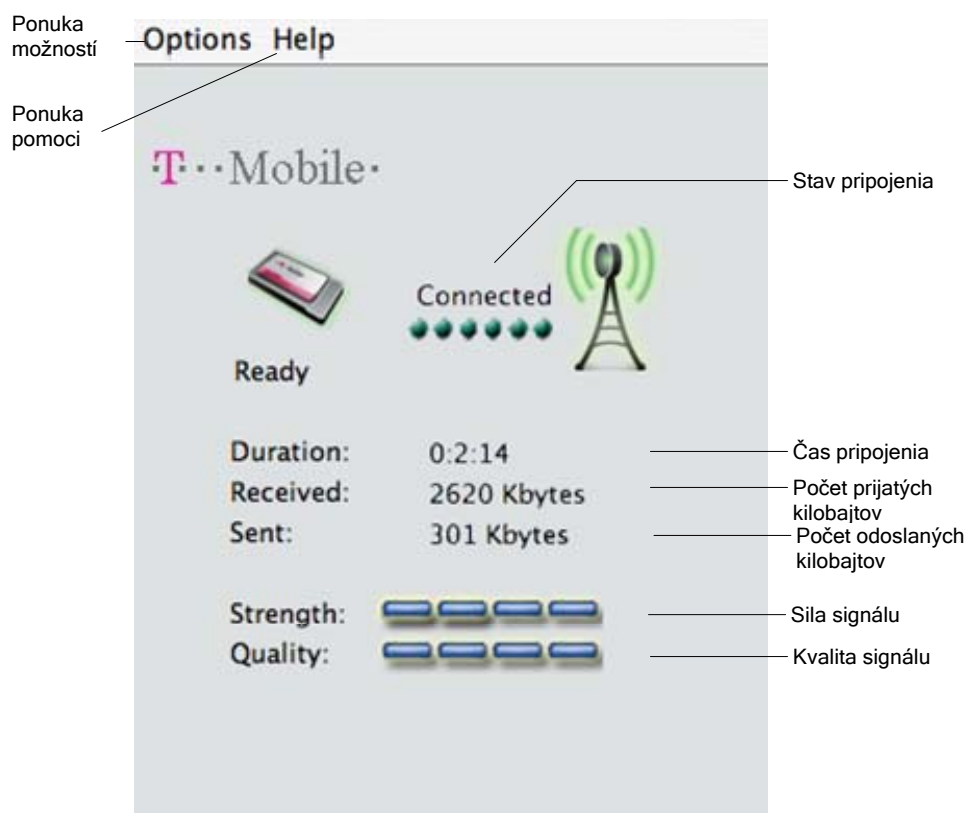 Ponuka
možností
Options Help
Ponuka
pomoci
T··Mobile·
Stav pripojenia
Connected
Ready
Duration: 0:2:14
Čas pripojenia
Received: 2620 Kbytes
Počet prijatých
kilobajtov
Sent: 301 Kbytes
Počet odoslaných
kilobajtov
Strength:
Sila signálu
Quality:
Kvalita signálu